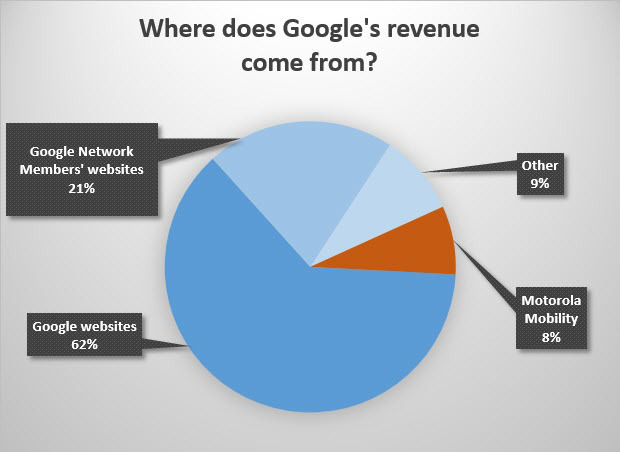 Where does Google's revenue
come from?
Google Network
Members' websites
21%
Other
9%
Google websites
62%
Motorola
Mobility
8%